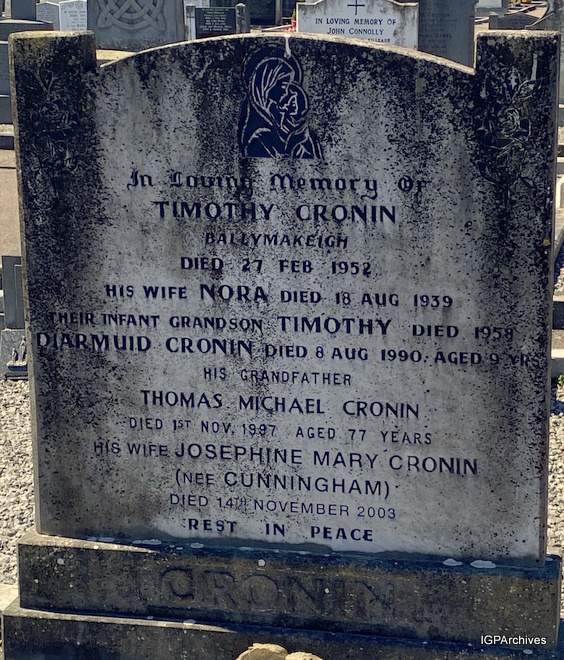 IN LOVING MEMORY OF
JOHN CONNOLLY
In Loving Memory Of
TIMOTHY CRONIN
BALLYMAKEIGH
DIED 27 FEB 1952
HIS WIFE NORA DIED 18 AUG 1939
THEIR INFANT GRANDSON TIMOTHY DIED 1958
DIARMUID CRONIN DIED 8 AUG 1990. AGED 9 YRS
HIS GRANDFATHER
THOMAS MICHAEL CRONIN
DIED 1ST NOV. 1997 AGED 77 YEARS
HIS WIFE JOSEPHINE MARY CRONIN
(NEE CUNNINGHAM)
DIED 14TH NOVEMBER 2003
REST IN PEACE
CRONIN
IGPArchives